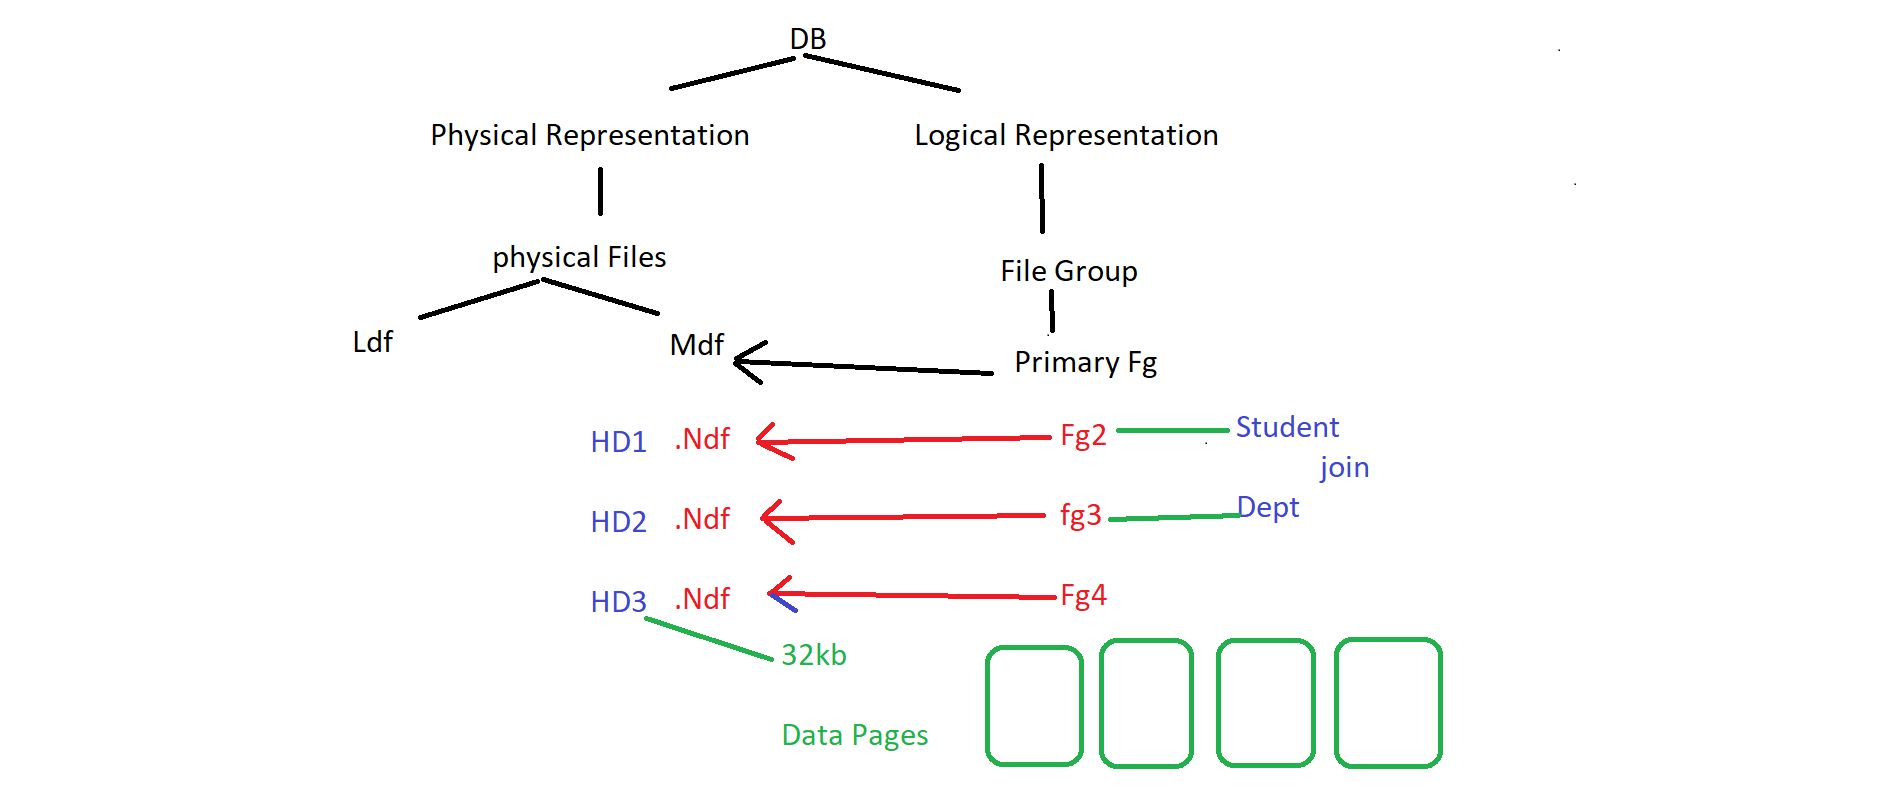 DB
Physical Representation
Logical Representation
physical Files
File Group
Ldf
Mdf
Primary Fg
HD1 .Ndf
Fg2
Student
join
HD2 .Ndf
fg3
Dept
HD3 .Ndf
Fg4
32kb
Data Pages